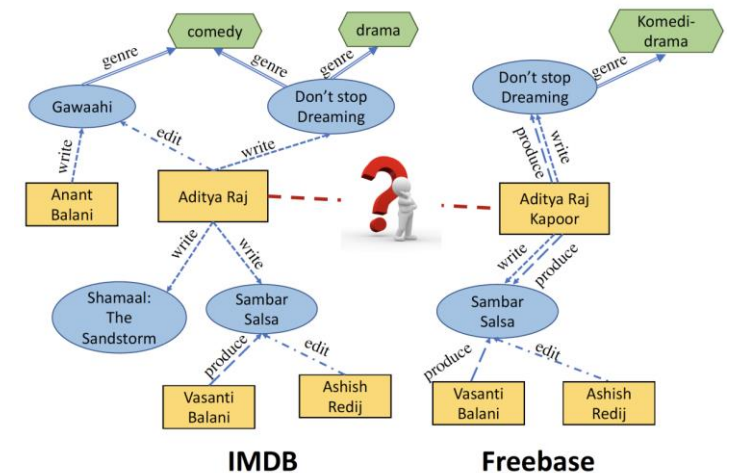 comedy
drama
Komedi-
drama
genre
genre
genre
genre
Gawaahi
Don't stop
Dreaming
Don't stop
Dreaming
write
edit
write
produce
write
Anant
Balani
Aditya Raj
Aditya Raj
Kapoor
write
write
write
produce
Shamaal:
The
Sandstorm
Sambar
Salsa
Sambar
Salsa
produce
edit
produce
edit
Vasanti
Balani
Ashish
Redij
Vasanti
Balani
Ashish
Redij
IMDB
Freebase